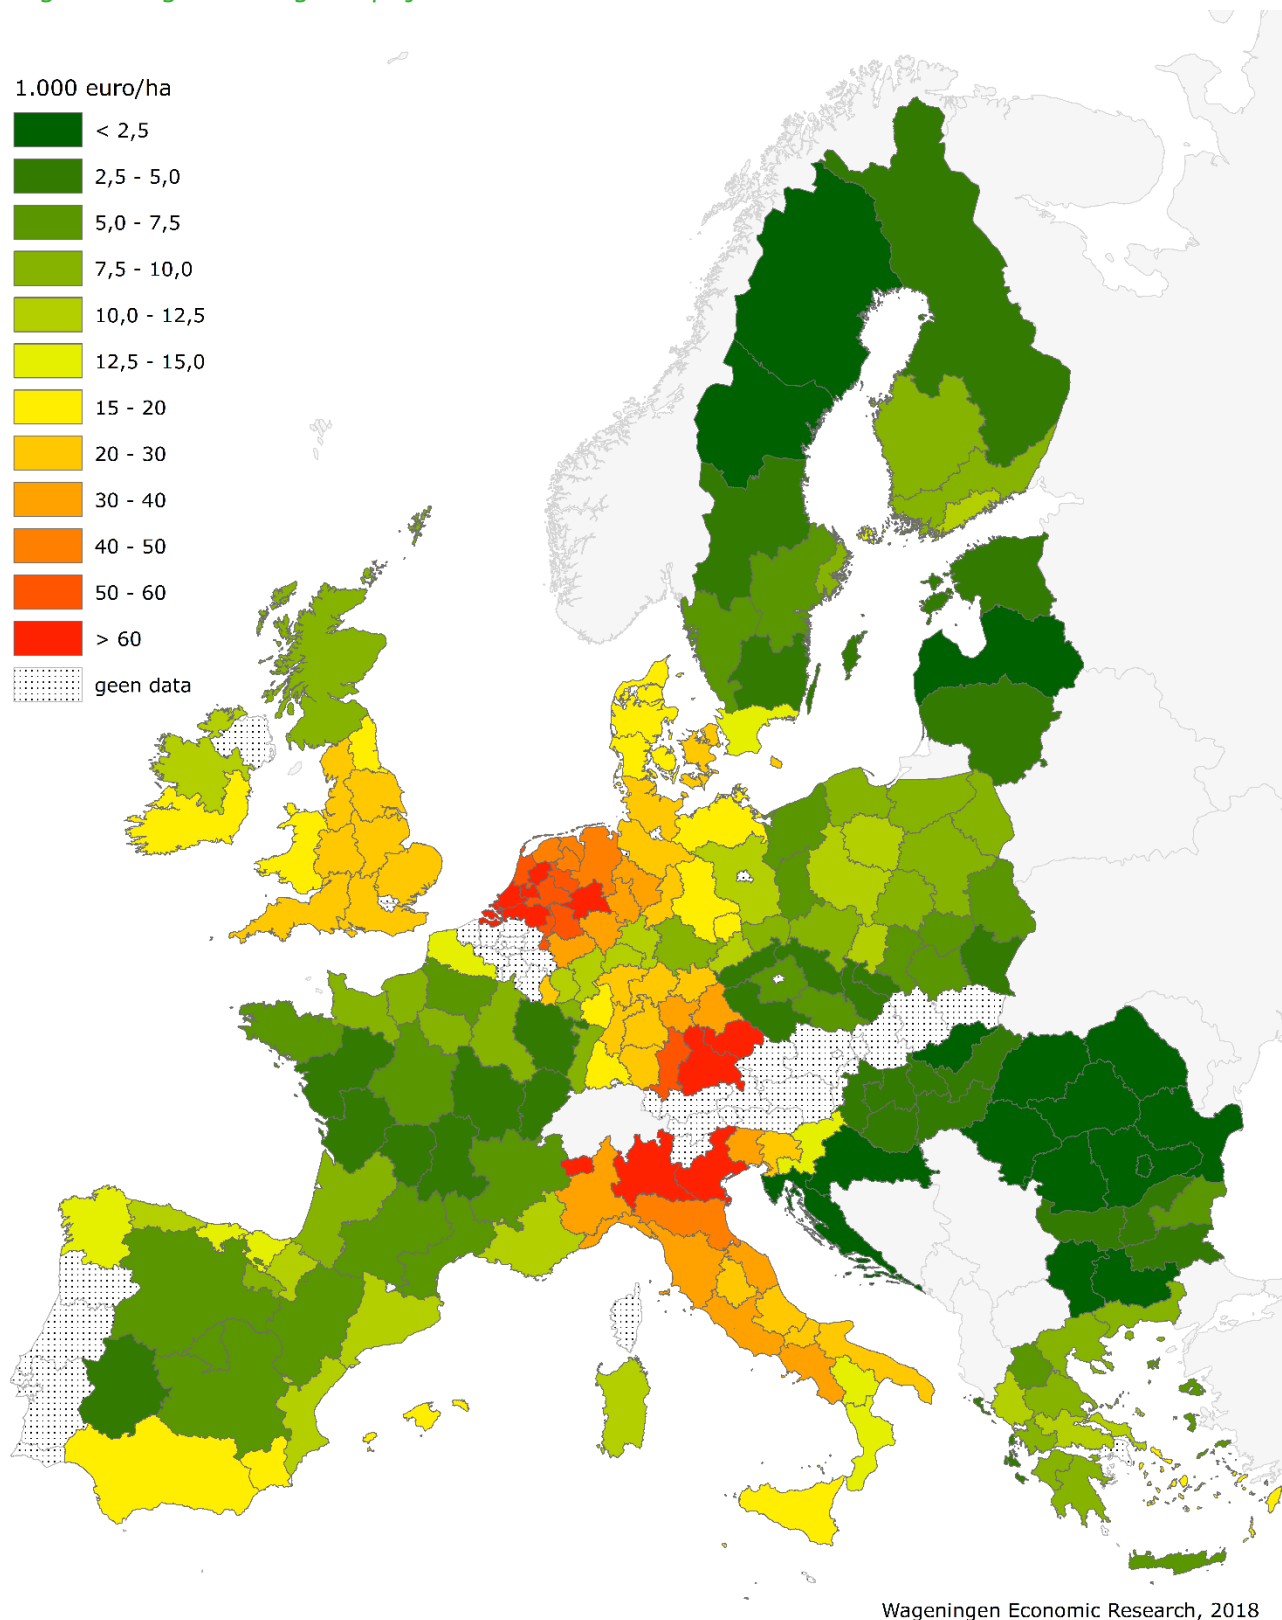 1.000 euro/ha
< 2,5
2,5 - 5,0
5,0 - 7,5
7,5 - 10,0
10,0 - 12,5
12,5 - 15,0
15 - 20
20 - 30
30 - 40
40 - 50
50 - 60
> 60
geen data
Wageningen Economic Research, 2018